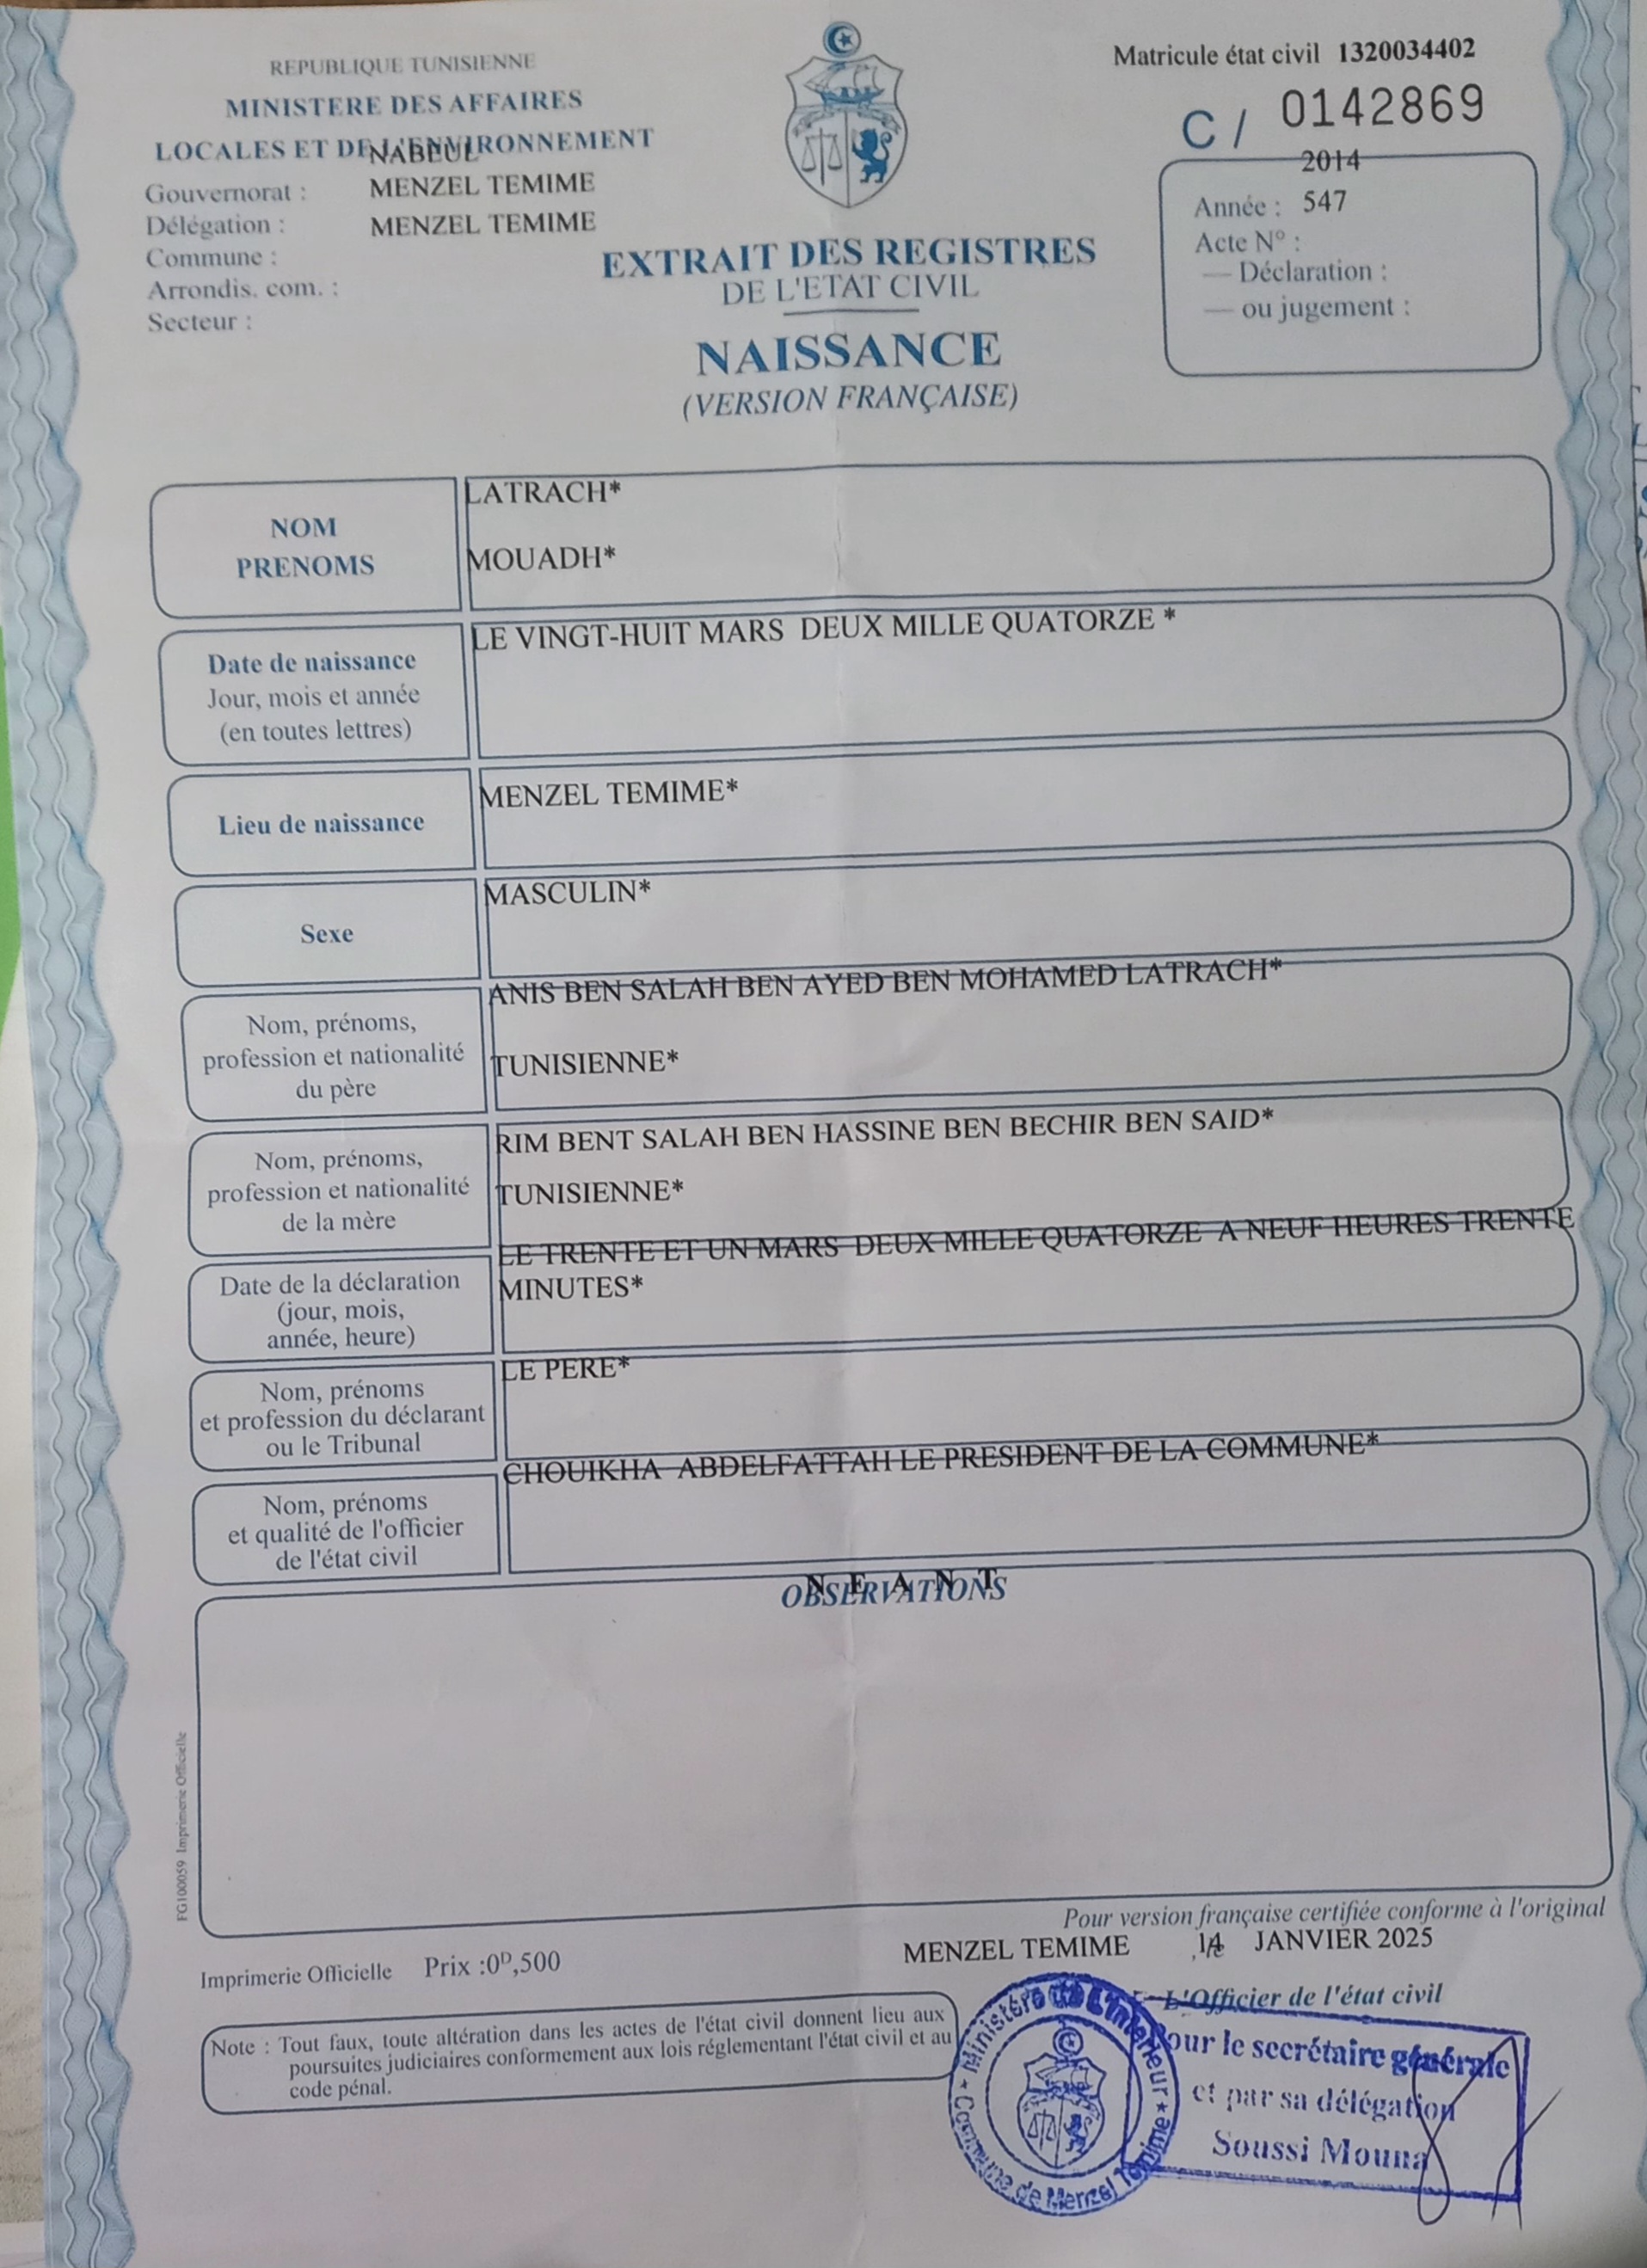 REPUBLIQUE TUNISIENNE
MINISTERE DES AFFAIRES
LOCALES ET DE L'ENVIRONNEMENT
NABEUL
Gouvernorat : MENZEL TEMIME
Délégation : MENZEL TEMIME
Commune :
Arrondis. com. :
Secteur :
Matricule état civil 1320034402
C / 0142869
2014
Année : 547
Acte N° :
— Déclaration :
— ou jugement :
EXTRAIT DES REGISTRES
DE L'ETAT CIVIL
NAISSANCE
(VERSION FRANÇAISE)
NOM
PRENOMS
LATRACH*
MOUADH*
Date de naissance
Jour, mois et année
(en toutes lettres)
LE VINGT-HUIT MARS DEUX MILLE QUATORZE *
Lieu de naissance
MENZEL TEMIME*
Sexe
MASCULIN*
Nom, prénoms,
profession et nationalité
du père
ANIS BEN SALAH BEN AYED BEN MOHAMED LATRACH*
TUNISIENNE*
Nom, prénoms,
profession et nationalité
de la mère
RIM BENT SALAH BEN HASSINE BEN BECHIR BEN SAID*
TUNISIENNE*
Date de la déclaration
(jour, mois,
année, heure)
LE TRENTE ET UN MARS DEUX MILLE QUATORZE A NEUF HEURES TRENTE
MINUTES*
Nom, prénoms
et profession du déclarant
ou le Tribunal
LE PERE*
Nom, prénoms
et qualité de l'officier
de l'état civil
CHOUIKHA ABDELFATTAH LE PRESIDENT DE LA COMMUNE*
OBSERVATIONS
N E A N T
FG100059 Imprimerie Officielle
Pour version française certifiée conforme à l'original
MENZEL TEMIME , le 14 JANVIER 2025
Imprimerie Officielle Prix :0ᴰ,500
L'Officier de l'état civil
Note : Tout faux, toute altération dans les actes de l'état civil donnent lieu aux
poursuites judiciaires conformement aux lois réglementant l'état civil et au
code pénal.
Ministère de L'intérieur * Commune de Menzel Temime *
Pour le secrétaire générale
et par sa délégation
Soussi Mouna